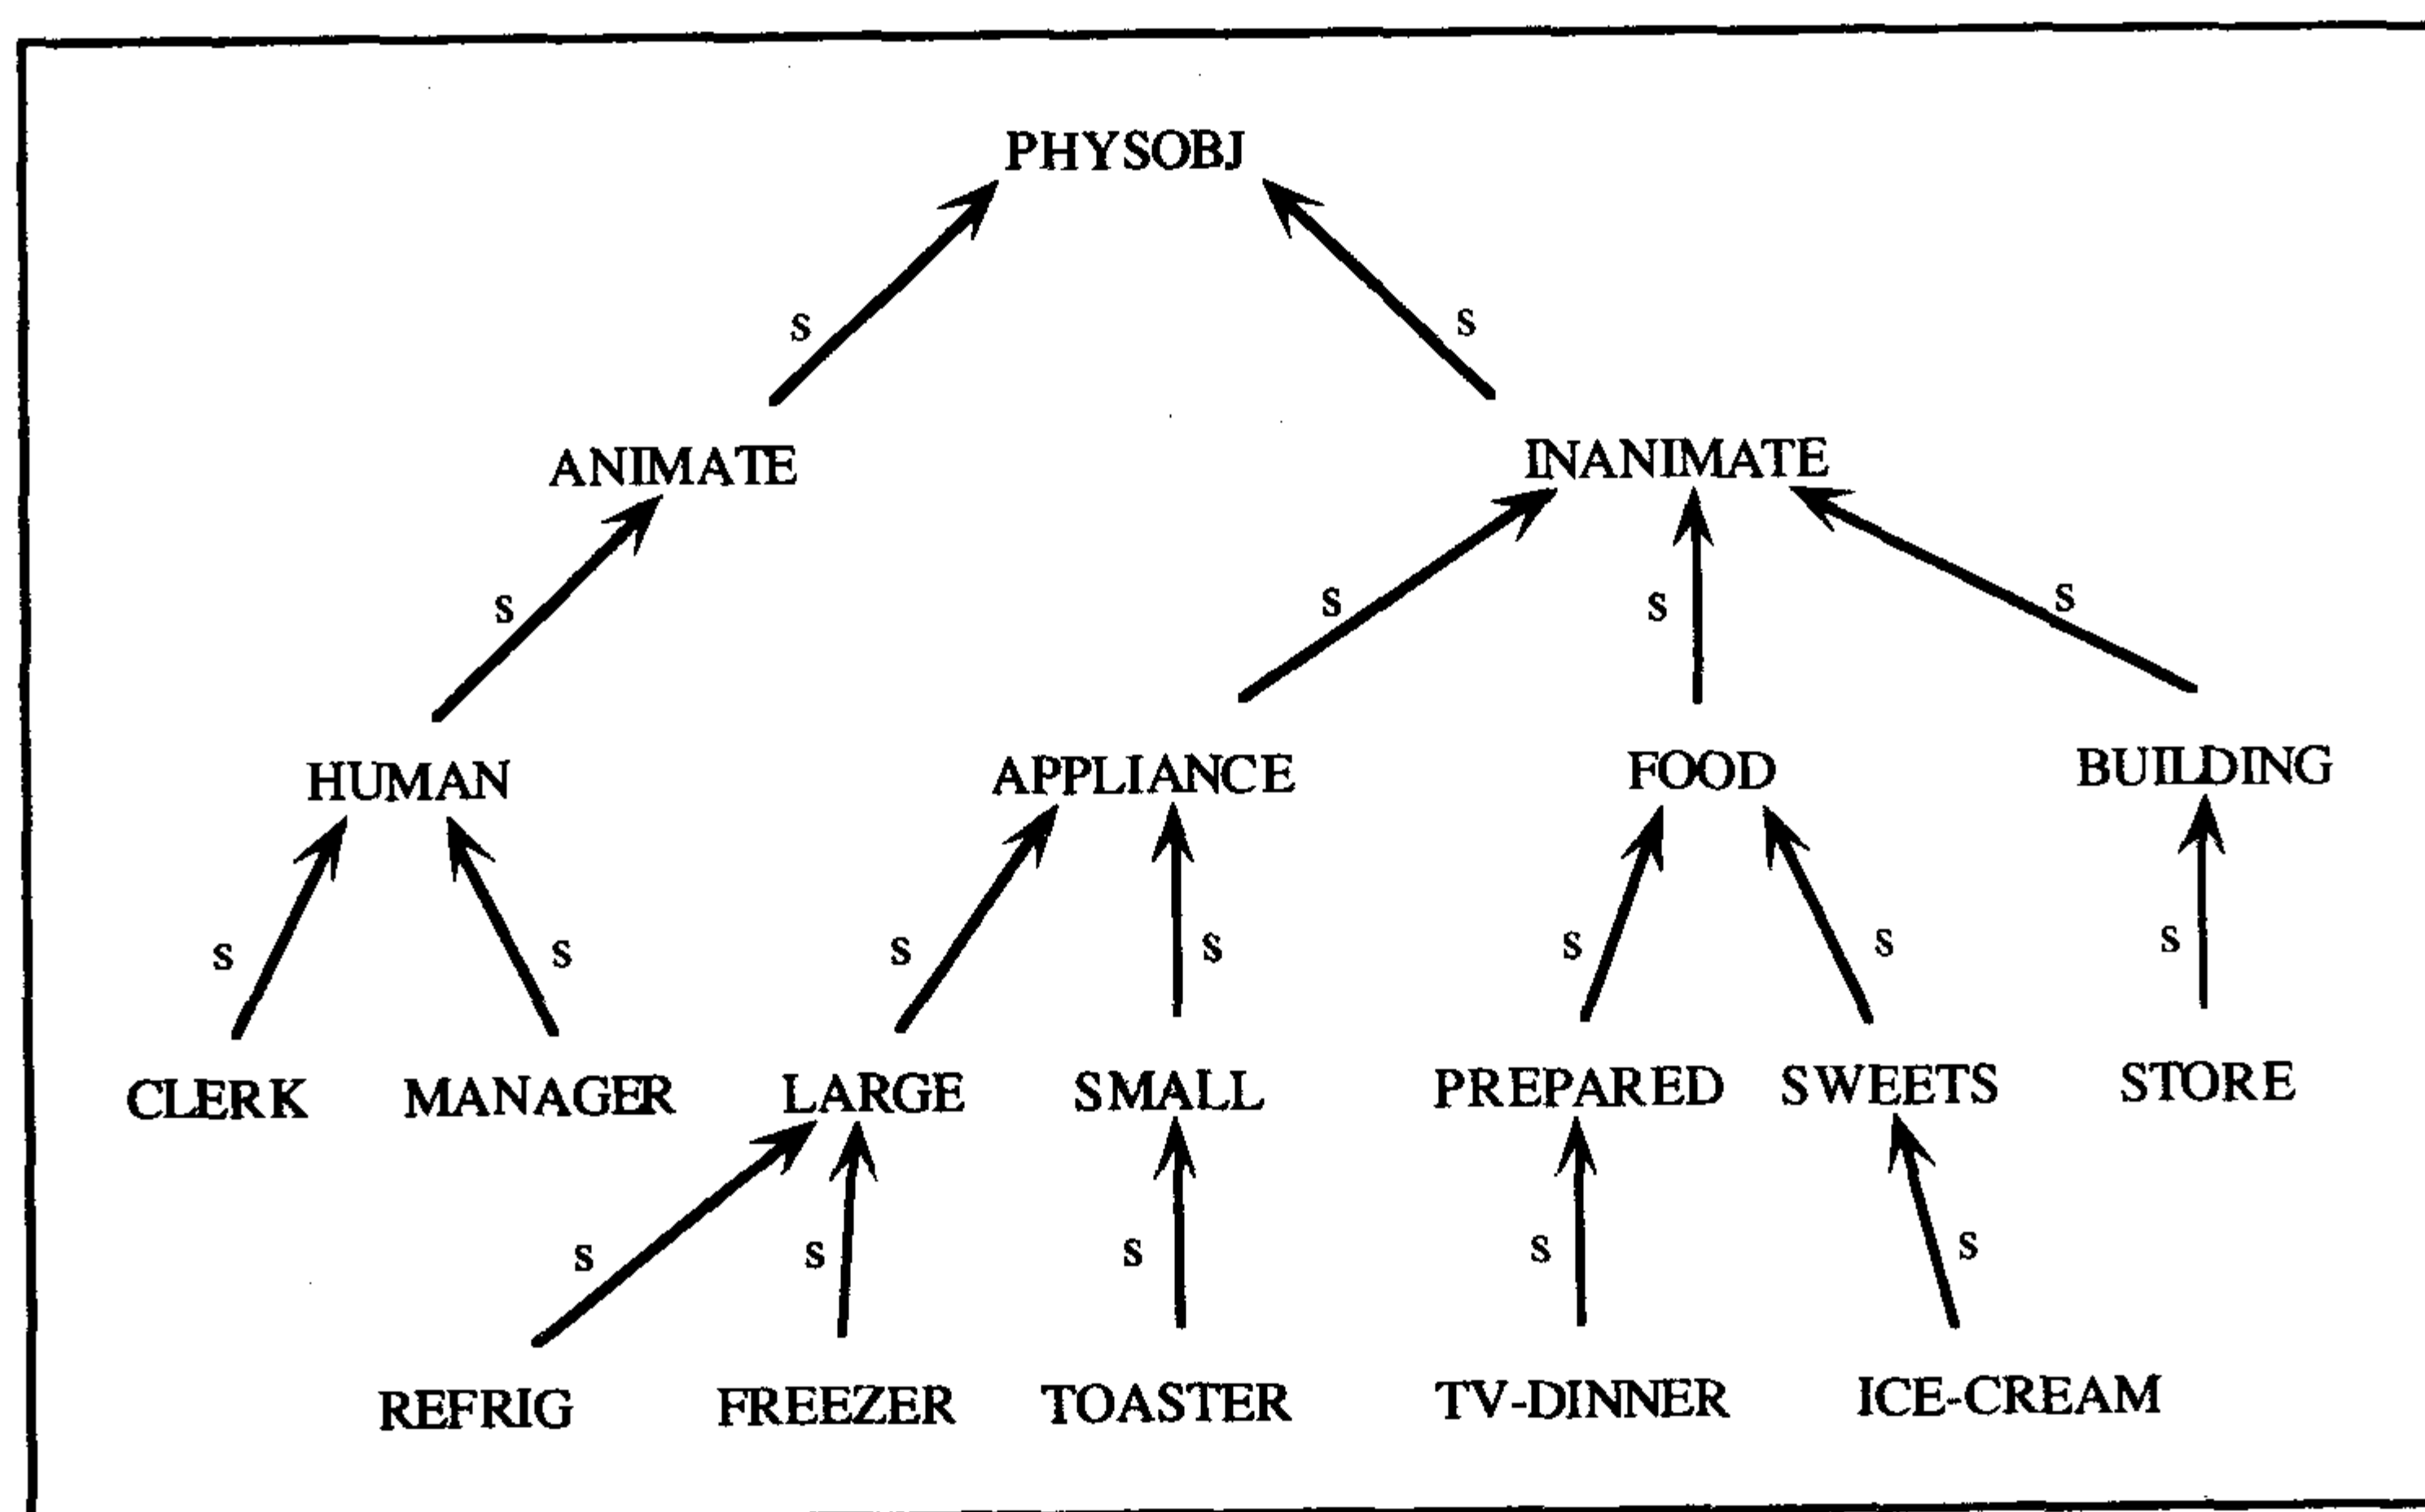 PHYSOBJ
s s
ANIMATE INANIMATE
s s s s
HUMAN APPLIANCE FOOD BUILDING
s s s s s s s
CLERK MANAGER LARGE SMALL PREPARED SWEETS STORE
s s s s s
REFRIG FREEZER TOASTER TV-DINNER ICE-CREAM